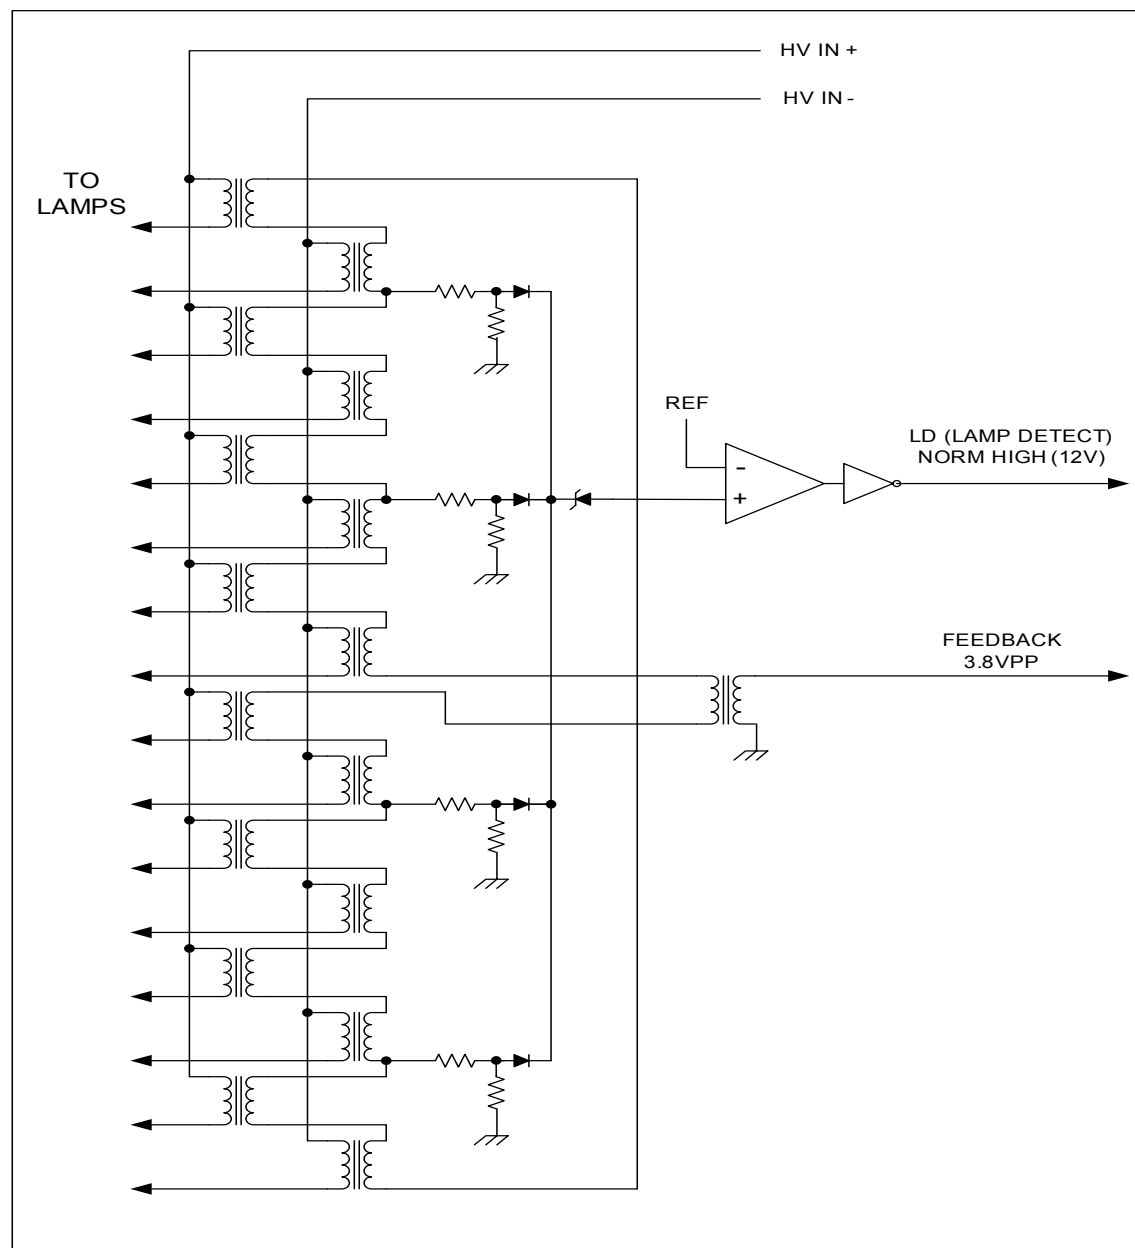 HV IN +
HV IN -
TO
LAMPS
REF
LD (LAMP DETECT)
NORM HIGH (12V)
-
+
FEEDBACK
3.8VPP